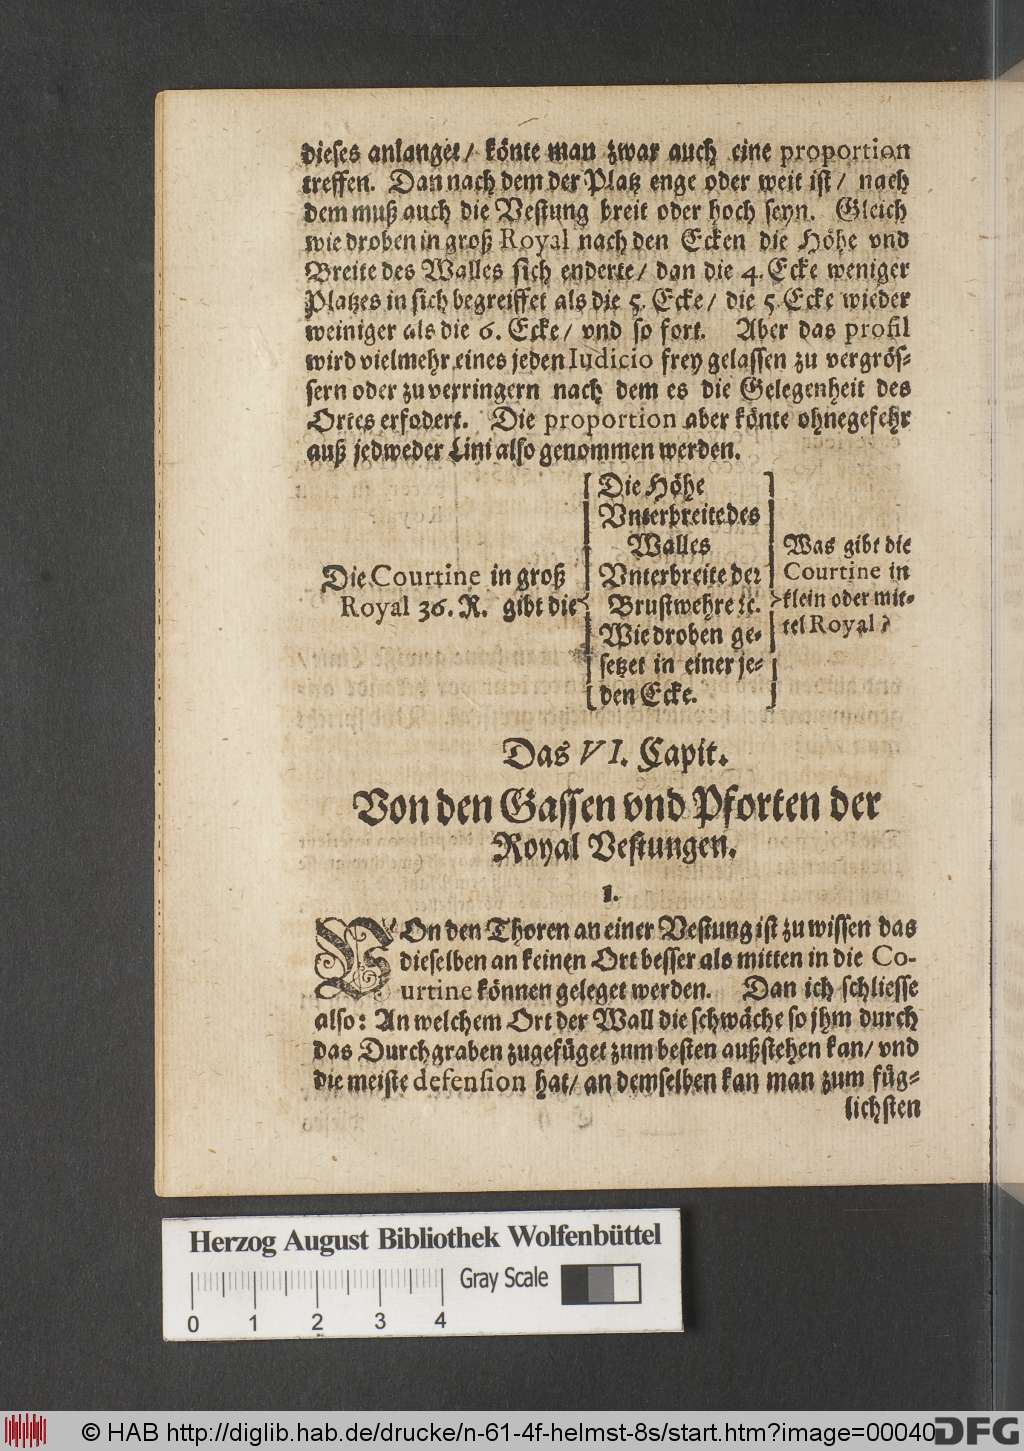 dieses anlanget/ könte man zwar auch eine proportion
treffen. Dan nach dem der Platz enge oder weit ist/ nach
dem muß auch die Vestung breit oder hoch seyn. Gleich
wie droben in groß Royal nach den Ecken die Höhe vnd
Breite des Walles sich enderte/ dan die 4. Ecke weniger
Platzes in sich begreiffet als die 5. Ecke/ die 5. Ecke wieder
weiniger als die 6. Ecke/ vnd so fort. Aber das profil
wird vielmehr eines jeden Iudicio frey gelassen zu vergrös-
sern oder zu verringern nach dem es die Gelegenheit des
Ortes erfodert. Die proportion aber könte ohnegefehr
auß jedweder Lini also genommen werden.
Die Courtine in groß
Royal 36. R. gibt die
Die Höhe
Vnterbreite des
Walles
Vnterbreite der
Brustwehre ꝛc.
Wie droben ge-
setzet in einer je-
den Ecke.
Was gibt die
Courtine in
klein oder mit-
tel Royal?
Das VI. Capit.
Von den Gassen vnd Pforten der
Royal Vestungen.
1.
VOn den Thoren an einer Vestung ist zu wissen das
dieselben an keinen Ort besser als mitten in die Co-
urtine können geleget werden. Dan ich schliesse
also: An welchem Ort der Wall die schwäche so jhm durch
das Durchgraben zugefüget zum besten außstehen kan/ vnd
die meiste defension hat/ an demselben kan man zum füg-
lichsten
Herzog August Bibliothek Wolfenbüttel
Gray Scale
0 1 2 3 4
© HAB http://diglib.hab.de/drucke/n-61-4f-helmst-8s/start.htm?image=00040
DFG